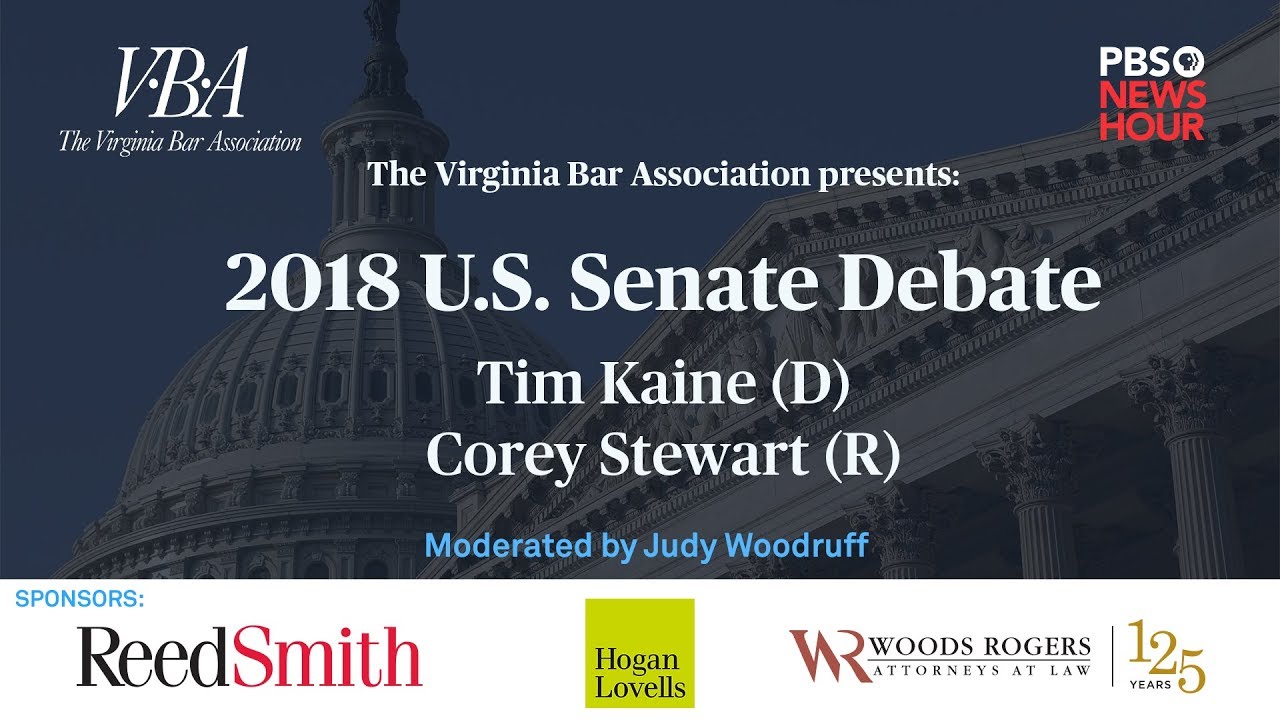 V·B·A
The Virginia Bar Association
PBS
NEWS
HOUR
The Virginia Bar Association presents:
2018 U.S. Senate Debate
Tim Kaine (D)
Corey Stewart (R)
Moderated by Judy Woodruff
SPONSORS:
ReedSmith
Hogan
Lovells
WR WOODS ROGERS
ATTORNEYS AT LAW
125
YEARS